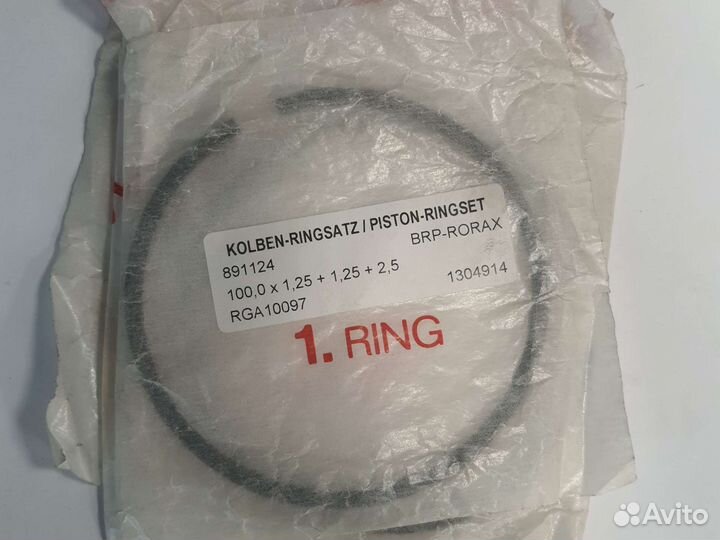 KOLBEN-RINGSATZ / PISTON-RINGSET
891124 BRP-RORAX
100,0 x 1,25 + 1,25 + 2,5
RGA10097 1304914
1. RING
Avito